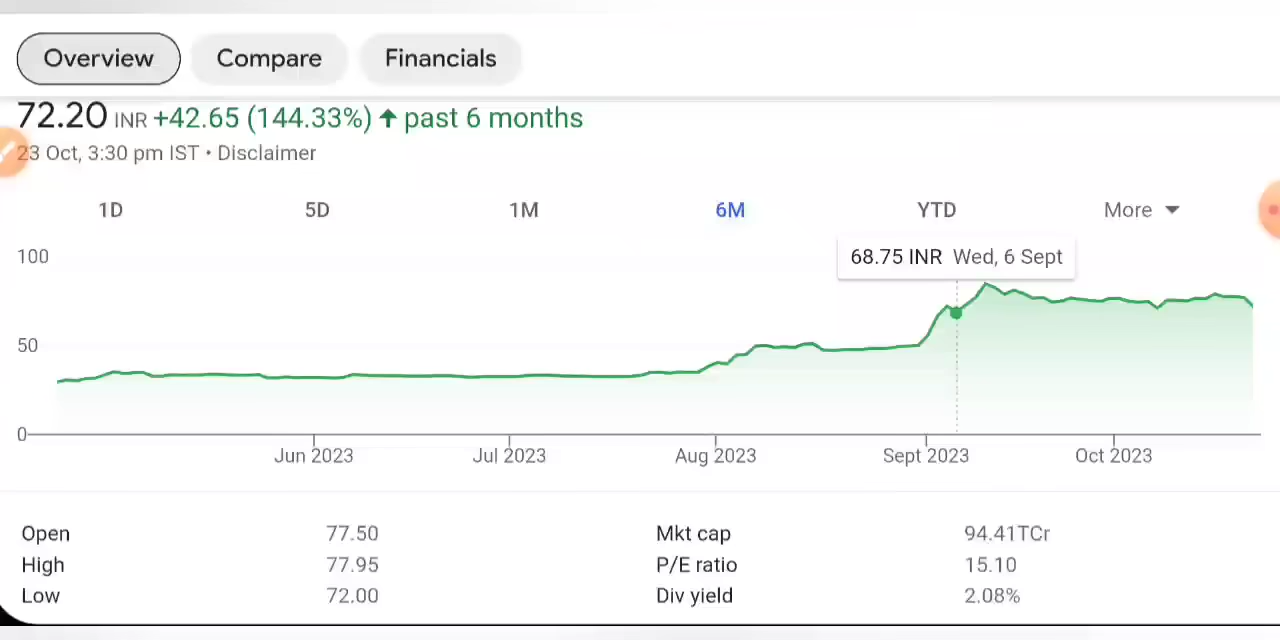 Overview Compare Financials
72.20 INR +42.65 (144.33%) ↑ past 6 months
23 Oct, 3:30 pm IST • Disclaimer
1D 5D 1M 6M YTD More
68.75 INR Wed, 6 Sept
100
50
0
Jun 2023 Jul 2023 Aug 2023 Sept 2023 Oct 2023
Open 77.50 Mkt cap 94.41TCr
High 77.95 P/E ratio 15.10
Low 72.00 Div yield 2.08%